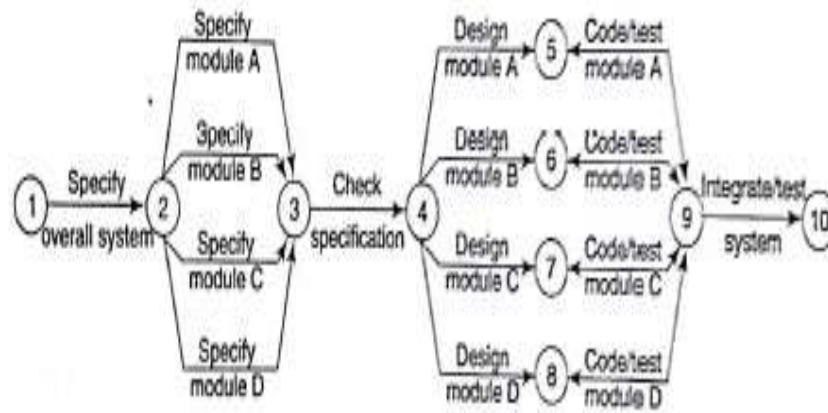 Specify
module A
Specify
module B
Specify
module C
Specify
module D
1
Specify
overall system
2
3
Check
specification
4
Design
module A
5
Code/test
module A
Design
module B
6
Code/test
module B
Design
module C
7
Code/test
module C
Design
module D
8
Code/test
module D
9
Integrate/test
system
10